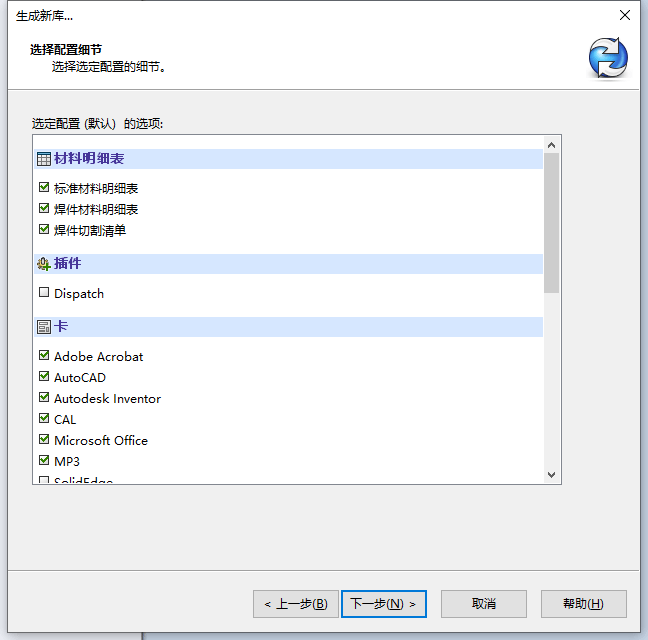 生成新库...
选择配置细节
选择选定配置的细节。
选定配置 (默认) 的选项:
材料明细表
标准材料明细表
焊件材料明细表
焊件切割清单
插件
Dispatch
卡
Adobe Acrobat
AutoCAD
Autodesk Inventor
CAL
Microsoft Office
MP3
SolidEdge
< 上一步(B)
下一步(N) >
取消
帮助(H)